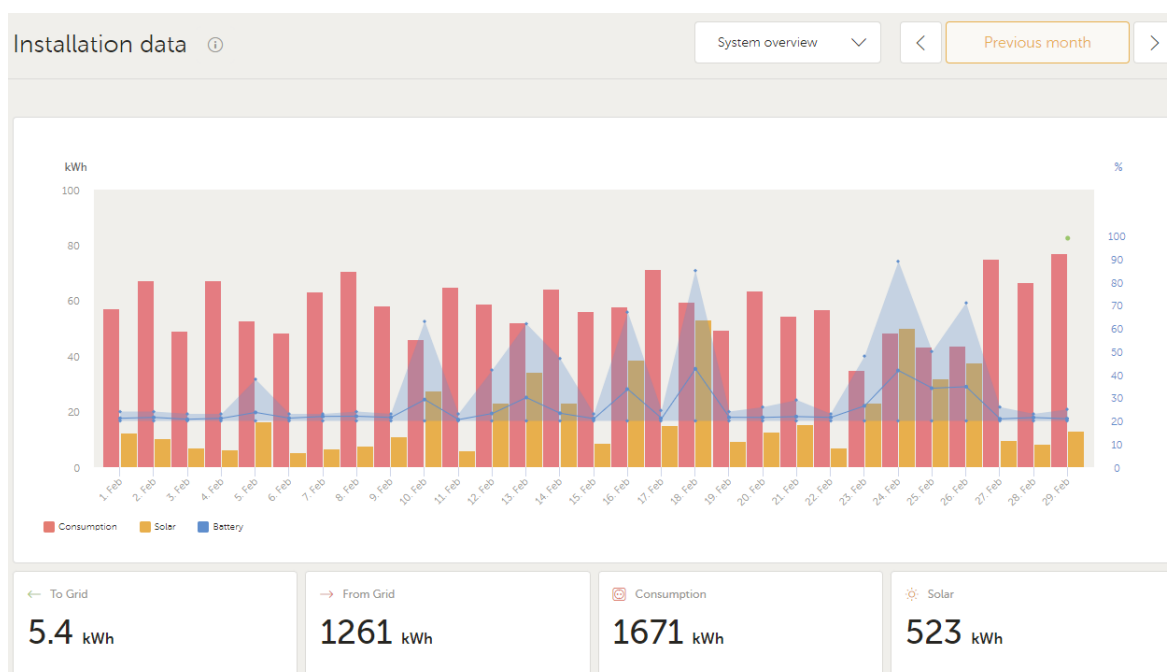 Installation data
System overview
Previous month
kWh
%
100
80
60
40
20
0
100
90
80
70
60
50
40
30
20
10
0
1. Feb
2. Feb
3. Feb
4. Feb
5. Feb
6. Feb
7. Feb
8. Feb
9. Feb
10. Feb
11. Feb
12. Feb
13. Feb
14. Feb
15. Feb
16. Feb
17. Feb
18. Feb
19. Feb
20. Feb
21. Feb
22. Feb
23. Feb
24. Feb
25. Feb
26. Feb
27. Feb
28. Feb
29. Feb
Consumption
Solar
Battery
To Grid
5.4 kWh
From Grid
1261 kWh
Consumption
1671 kWh
Solar
523 kWh